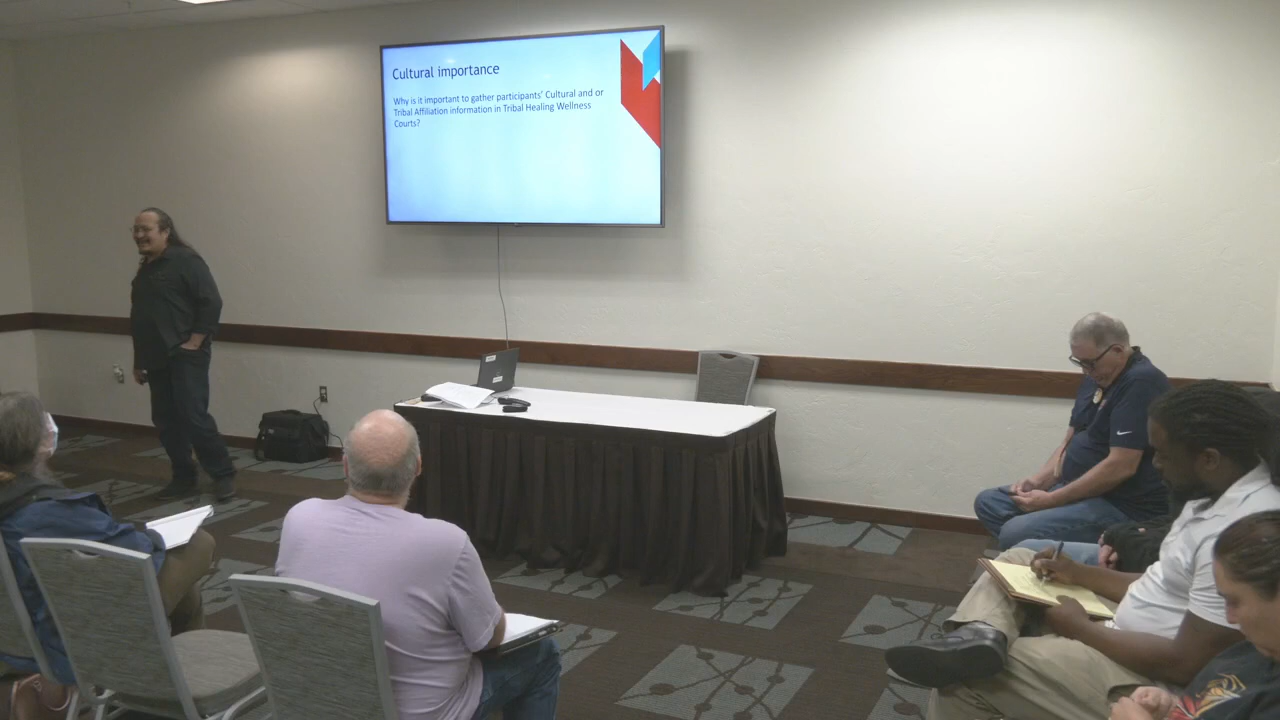 Cultural importance
Why is it important to gather participants' Cultural and or
Tribal Affiliation information in Tribal Healing Wellness
Courts?